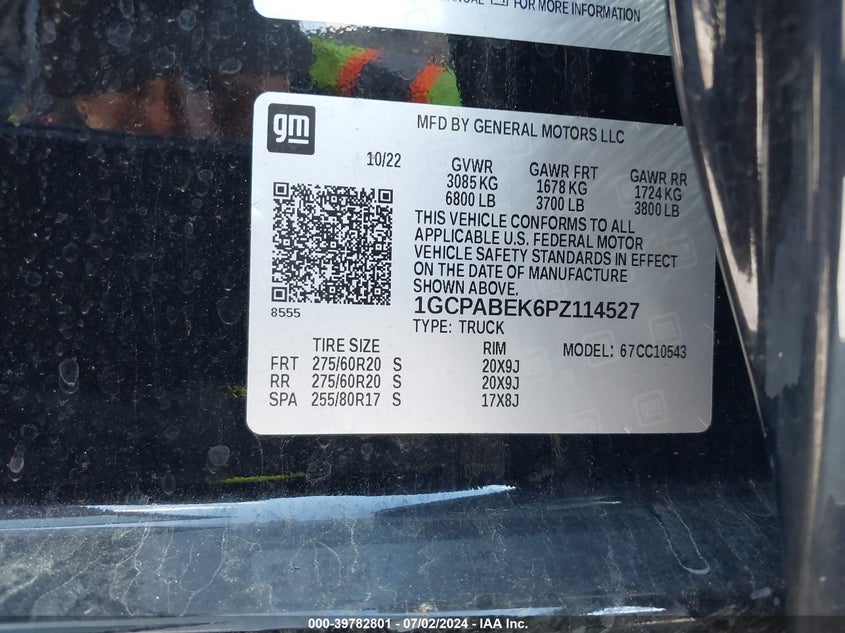 MANUAL FOR MORE INFORMATION
gm
MFD BY GENERAL MOTORS LLC
10/22
GVWR GAWR FRT GAWR RR
3085 KG 1678 KG 1724 KG
6800 LB 3700 LB 3800 LB
THIS VEHICLE CONFORMS TO ALL
APPLICABLE U.S. FEDERAL MOTOR
VEHICLE SAFETY STANDARDS IN EFFECT
ON THE DATE OF MANUFACTURE
SHOWN ABOVE.
8555
1GCPABEK6PZ114527
TYPE: TRUCK
TIRE SIZE RIM MODEL: 67CC10543
FRT 275/60R20 S 20X9J
RR 275/60R20 S 20X9J
SPA 255/80R17 S 17X8J
000-39782801 - 07/02/2024 - IAA Inc.